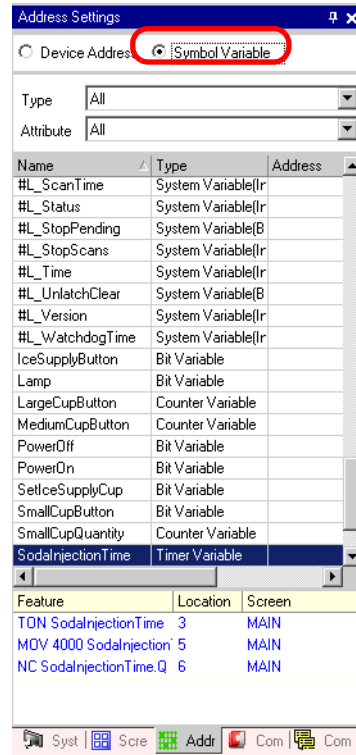 Address Settings
Device Addres Symbol Variable
Type All
Attribute All
Name Type Address
#L_ScanTime System Variable(Ir
#L_Status System Variable(Ir
#L_StopPending System Variable(B
#L_StopScans System Variable(Ir
#L_Time System Variable(Ir
#L_UnlatchClear System Variable(B
#L_Version System Variable(Ir
#L_WatchdogTime System Variable(Ir
IceSupplyButton Bit Variable
Lamp Bit Variable
LargeCupButton Counter Variable
MediumCupButton Counter Variable
PowerOff Bit Variable
PowerOn Bit Variable
SetIceSupplyCup Bit Variable
SmallCupButton Bit Variable
SmallCupQuantity Counter Variable
SodaInjectionTime Timer Variable
Feature Location Screen
TON SodaInjectionTime 3 MAIN
MOV 4000 SodaInjection 5 MAIN
NC SodaInjectionTime.Q 6 MAIN
Syst Scre Addr Com Com